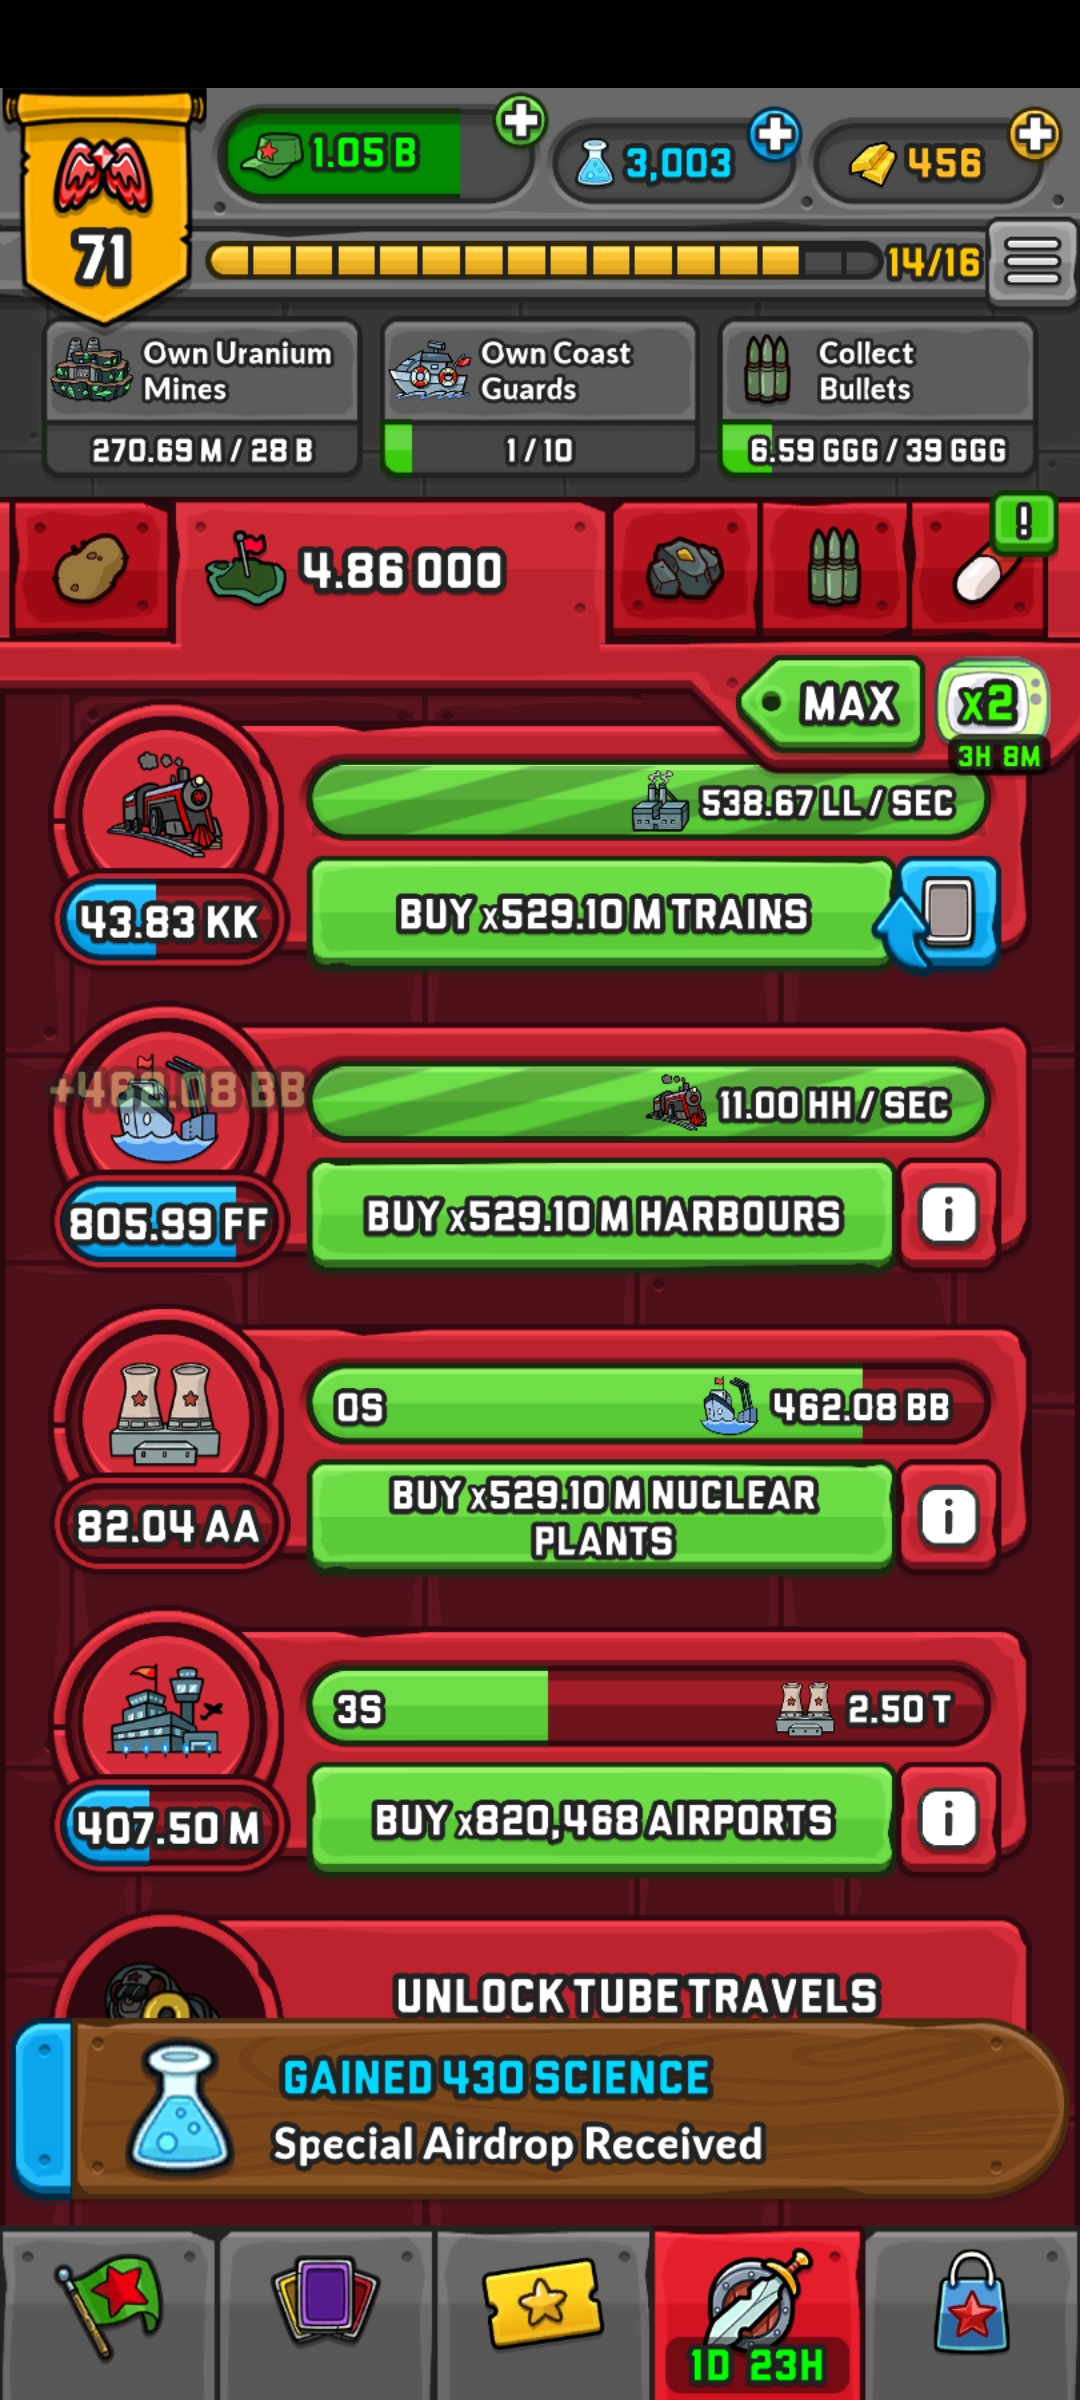 1.05 B
3,003
456
71
14/16
Own Uranium
Mines
270.69 M / 28 B
Own Coast
Guards
1 / 10
Collect
Bullets
6.59 GGG / 39 GGG
4.86 OOO
!
MAX
x2
3H 8M
538.67 LL / SEC
43.83 KK
BUY x529.10 M TRAINS
+462.08 BB
11.00 HH / SEC
805.99 FF
BUY x529.10 M HARBOURS
i
0S
462.08 BB
82.04 AA
BUY x529.10 M NUCLEAR
PLANTS
i
3S
2.50 T
407.50 M
BUY x820,468 AIRPORTS
i
UNLOCK TUBE TRAVELS
GAINED 430 SCIENCE
Special Airdrop Received
1D 23H